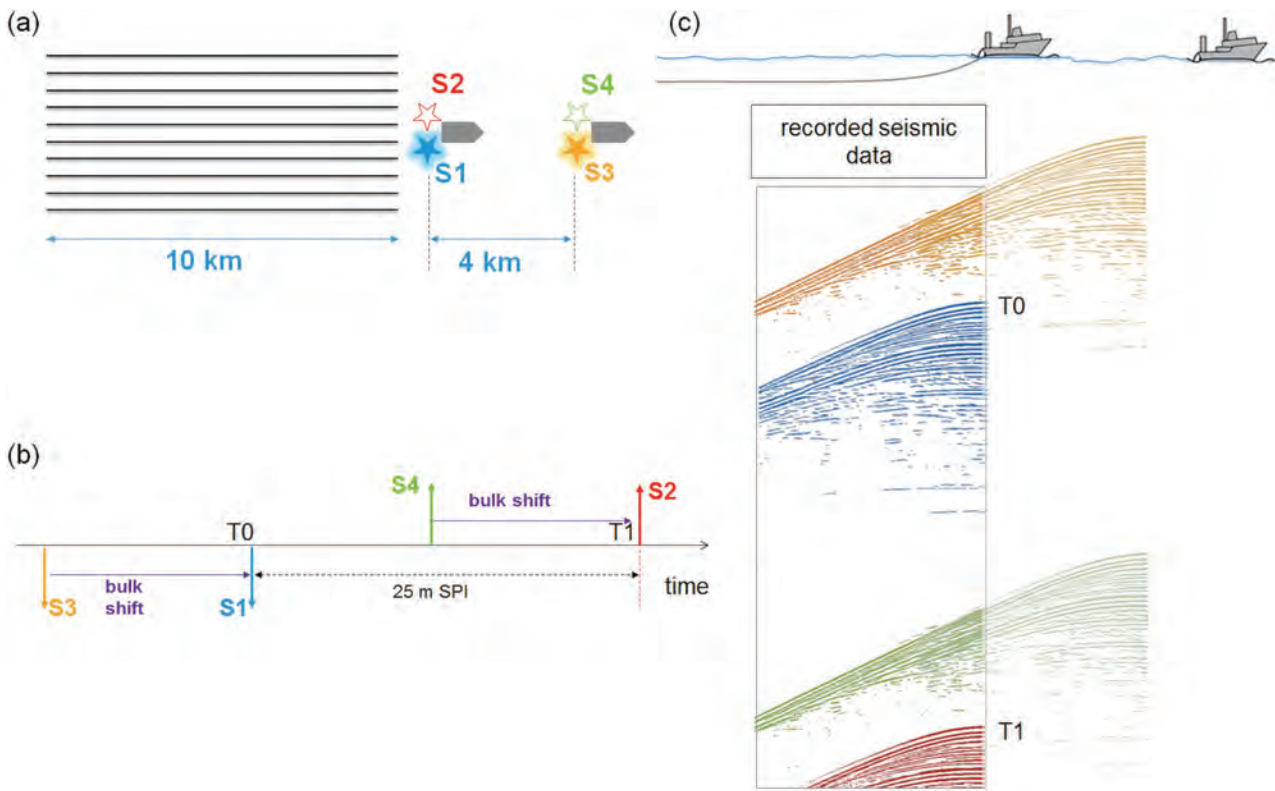 (a)
S2
S4
S1
S3
10 km
4 km
(b)
S4
bulk shift
S2
T0
T1
S3
bulk
shift
S1
25 m SPI
time
(c)
recorded seismic
data
T0
T1